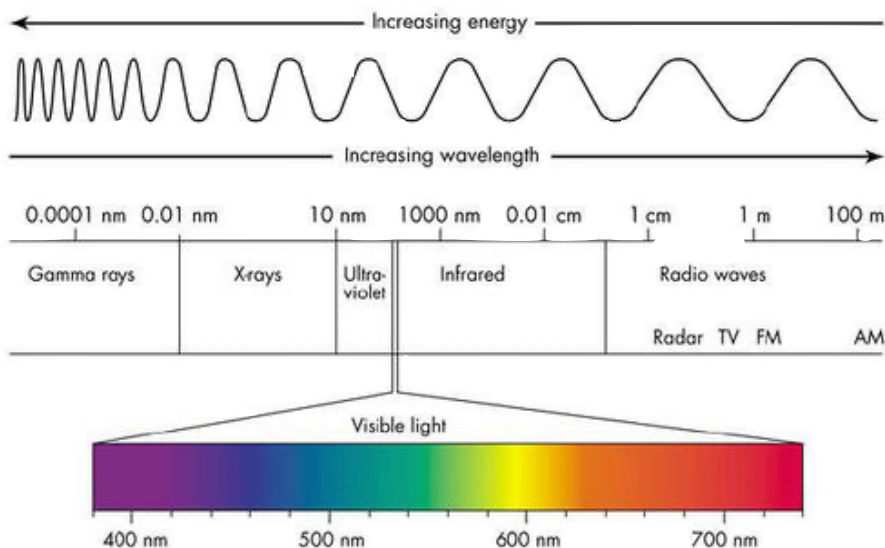 Increasing energy
Increasing wavelength
0.0001 nm 0.01 nm 10 nm 1000 nm 0.01 cm 1 cm 1 m 100 m
Gamma rays X-rays Ultra- Infrared Radio waves
violet
Radar TV FM AM
Visible light
400 nm 500 nm 600 nm 700 nm